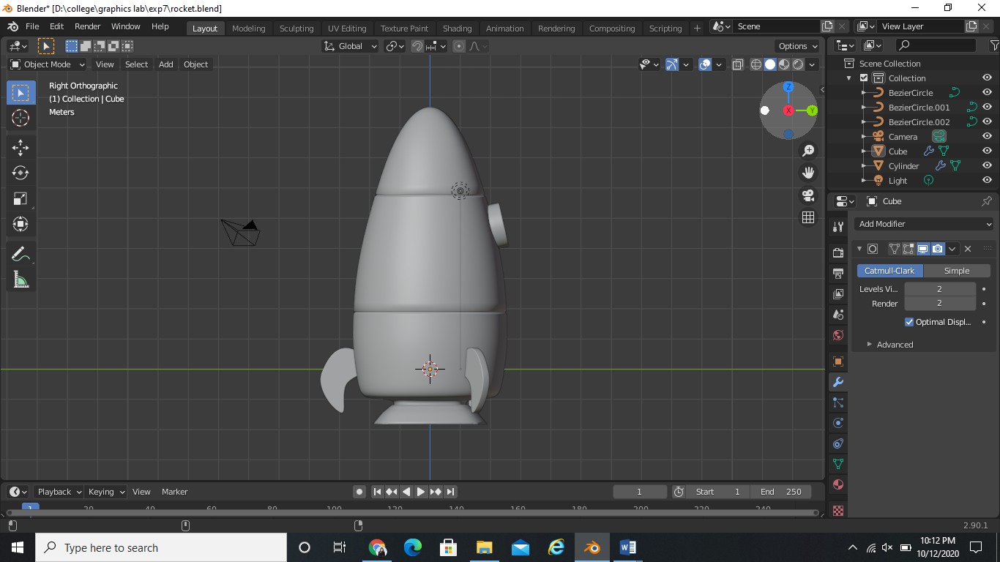 Blender* [D:\college\graphics lab\exp7\rocket.blend]
File Edit Render Window Help Layout Modeling Sculpting UV Editing Texture Paint Shading Animation Rendering Compositing Scripting + Scene View Layer
Global Options
Object Mode View Select Add Object
Right Orthographic
(1) Collection | Cube
Meters
Z
X
Y
Scene Collection
Collection
BezierCircle
BezierCircle.001
BezierCircle.002
Camera
Cube
Cylinder
Light
Cube
Add Modifier
Catmull-Clark Simple
Levels Vi... 2
Render 2
Optimal Displ...
Advanced
Playback Keying View Marker 1 Start 1 End 250
1 20 40 60 80 100 120 140 160 180 200 220 240
2.90.1
Type here to search
10:12 PM
10/12/2020